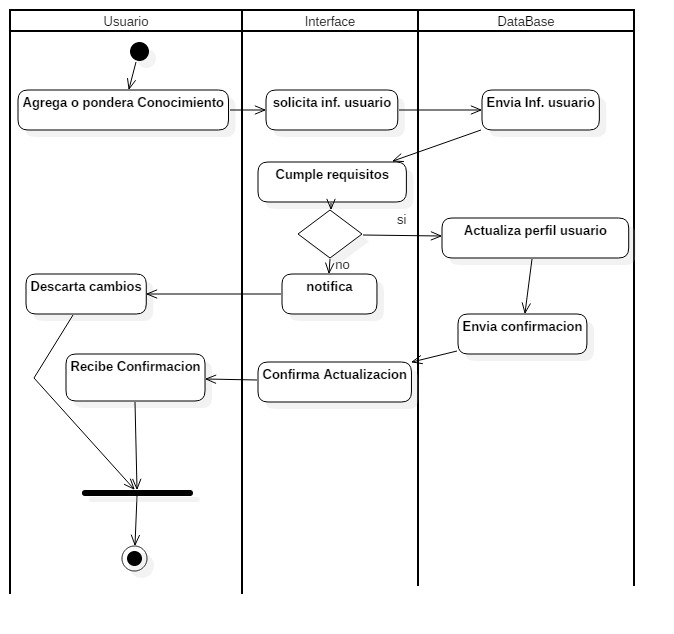 Usuario
Interface
DataBase
Agrega o pondera Conocimiento
solicita inf. usuario
Envia Inf. usuario
Cumple requisitos
si
Actualiza perfil usuario
no
Descarta cambios
notifica
Envia confirmacion
Recibe Confirmacion
Confirma Actualizacion